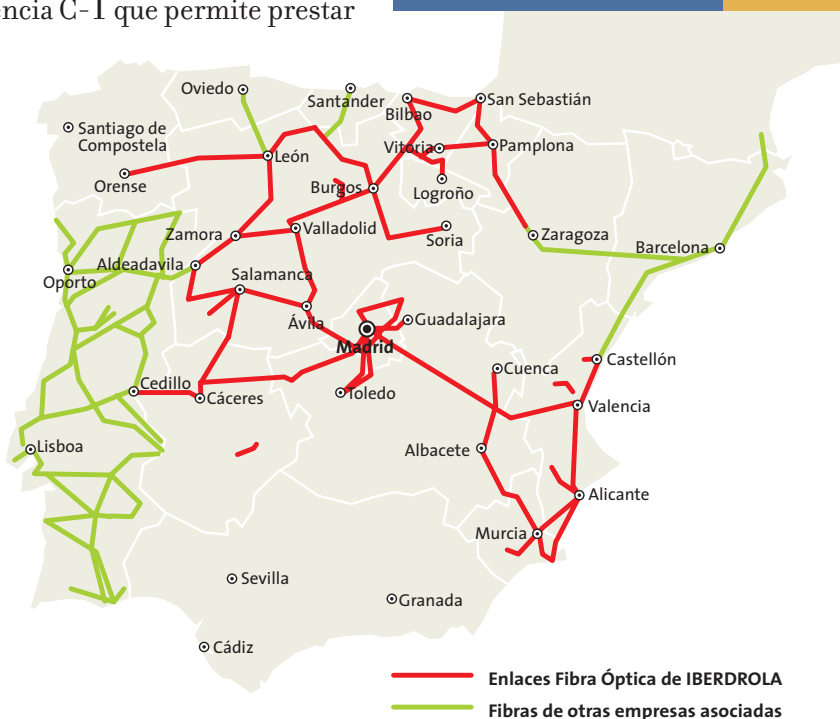 encia C-1 que permite prestar
Oviedo
Santander
Bilbao
San Sebastián
Santiago de
Compostela
León
Vitoria
Pamplona
Orense
Burgos
Logroño
Zamora
Valladolid
Soria
Zaragoza
Barcelona
Aldeadavila
Oporto
Salamanca
Ávila
Guadalajara
Madrid
Cuenca
Castellón
Cedillo
Cáceres
Toledo
Valencia
Lisboa
Albacete
Alicante
Murcia
Sevilla
Granada
Cádiz
Enlaces Fibra Óptica de IBERDROLA
Fibras de otras empresas asociadas